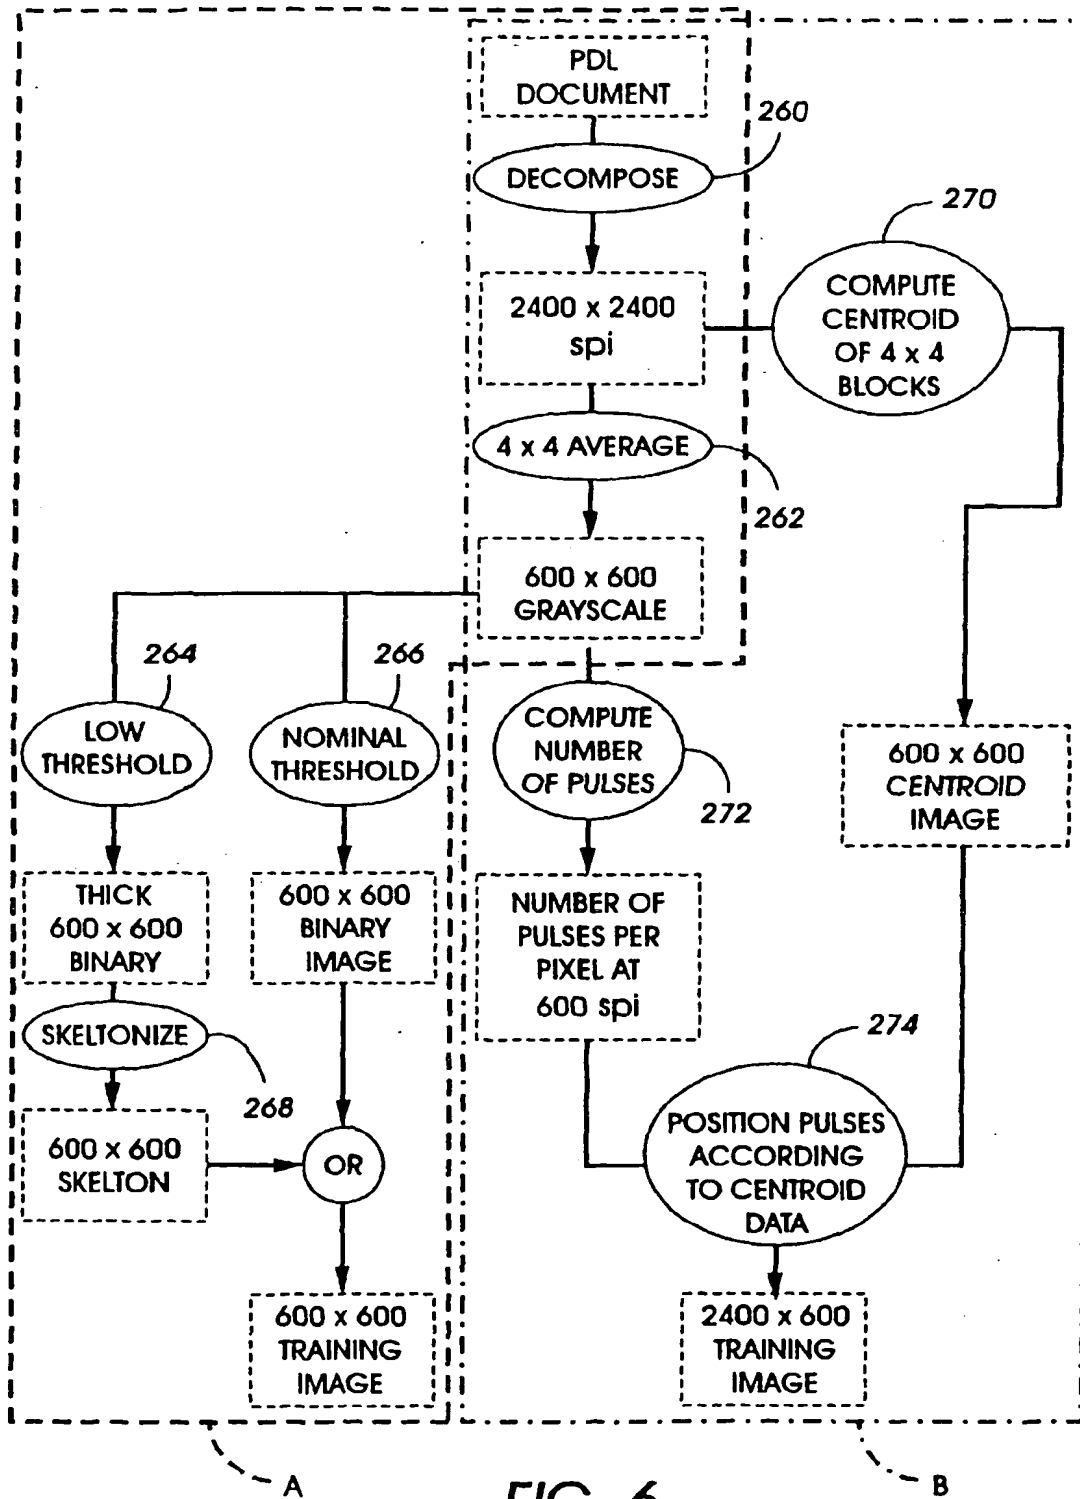 PDL
DOCUMENT
260
DECOMPOSE
270
2400 x 2400
spi
COMPUTE
CENTROID
OF 4 x 4
BLOCKS
4 x 4 AVERAGE
262
600 x 600
GRAYSCALE
264
266
LOW
THRESHOLD
NOMINAL
THRESHOLD
COMPUTE
NUMBER
OF PULSES
272
600 x 600
CENTROID
IMAGE
THICK
600 x 600
BINARY
600 x 600
BINARY
IMAGE
NUMBER OF
PULSES PER
PIXEL AT
600 spi
SKELTONIZE
268
274
600 x 600
SKELTON
OR
POSITION PULSES
ACCORDING
TO CENTROID
DATA
600 x 600
TRAINING
IMAGE
2400 x 600
TRAINING
IMAGE
A
B
FIG. 6